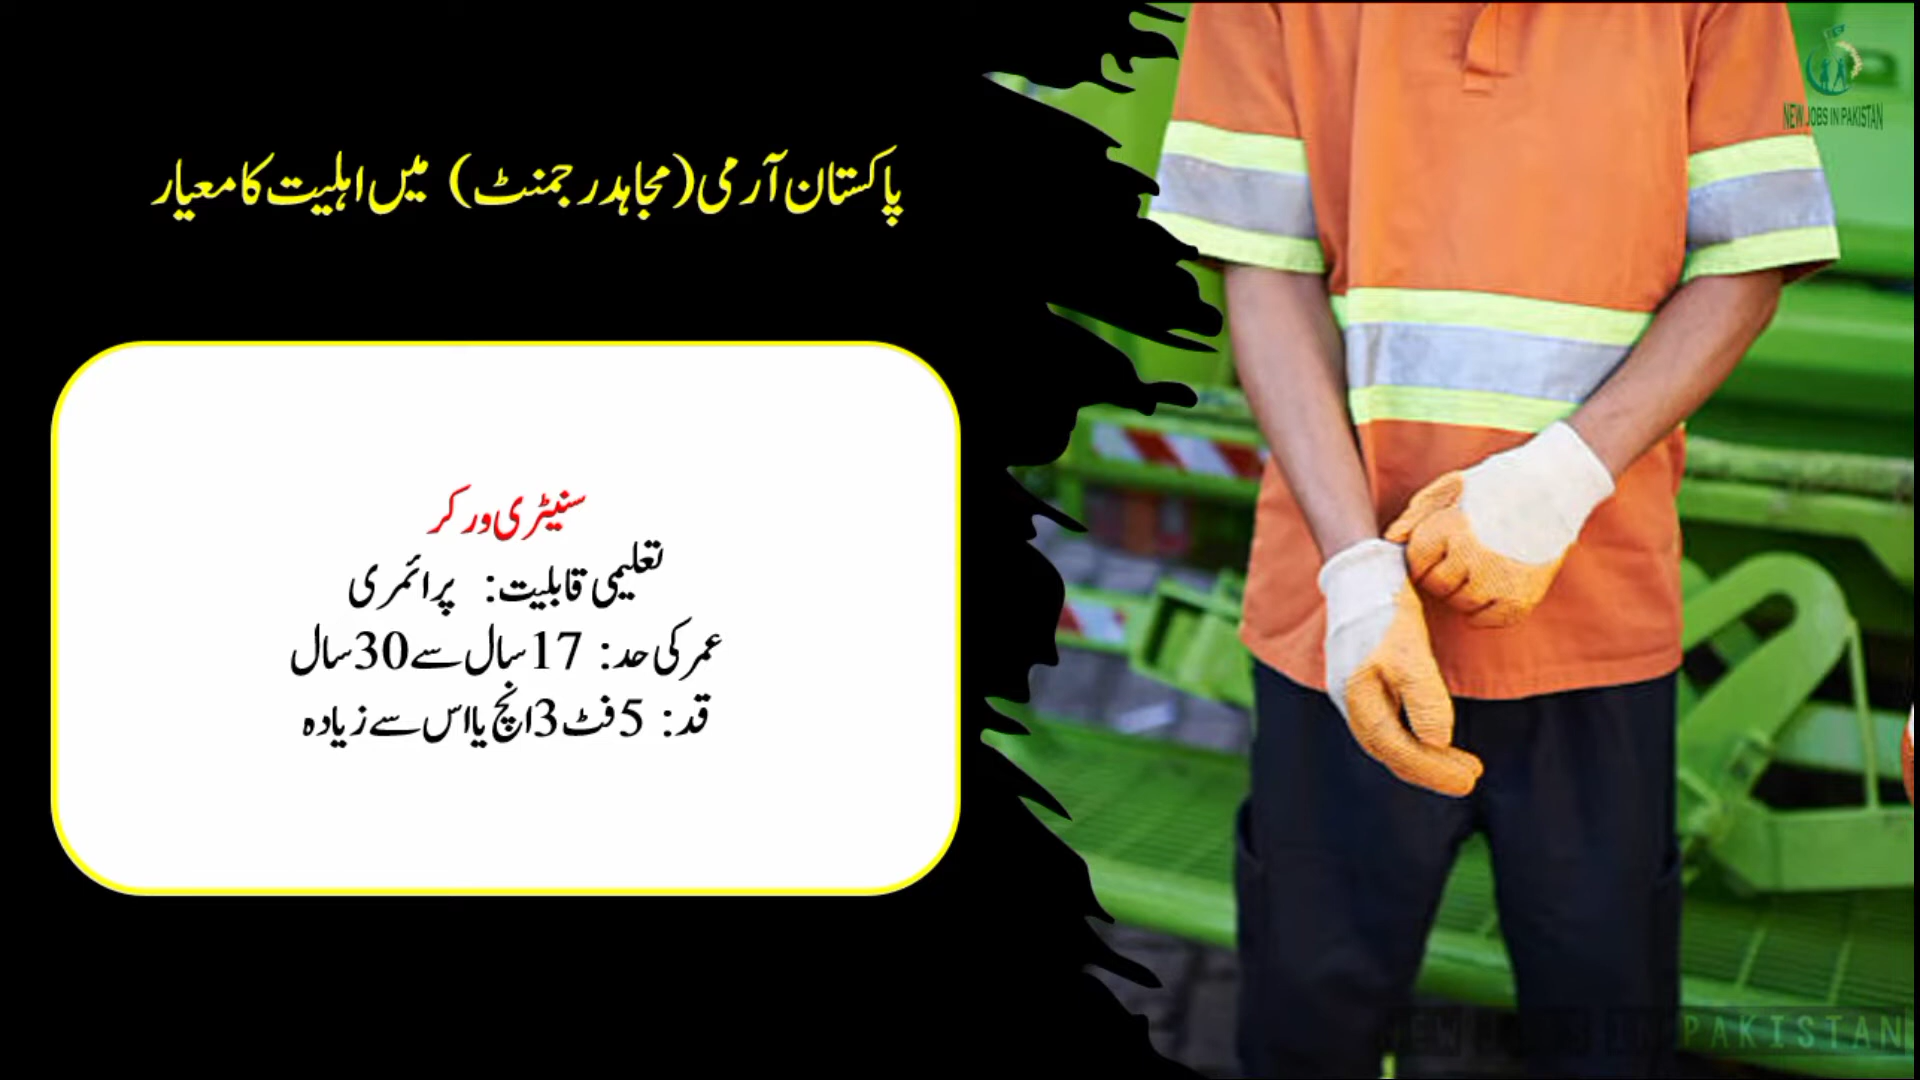 پاکستان آرمی (مجاہد رجمنٹ) میں اہلیت کا معیار
سنیٹری ورکر
تعلیمی قابلیت: پرائمری
عمر کی حد: 17 سال سے 30 سال
قد: 5 فٹ 3 انچ یا اس سے زیادہ
NEW JOBS IN PAKISTAN
NEW JOBS IN PAKISTAN